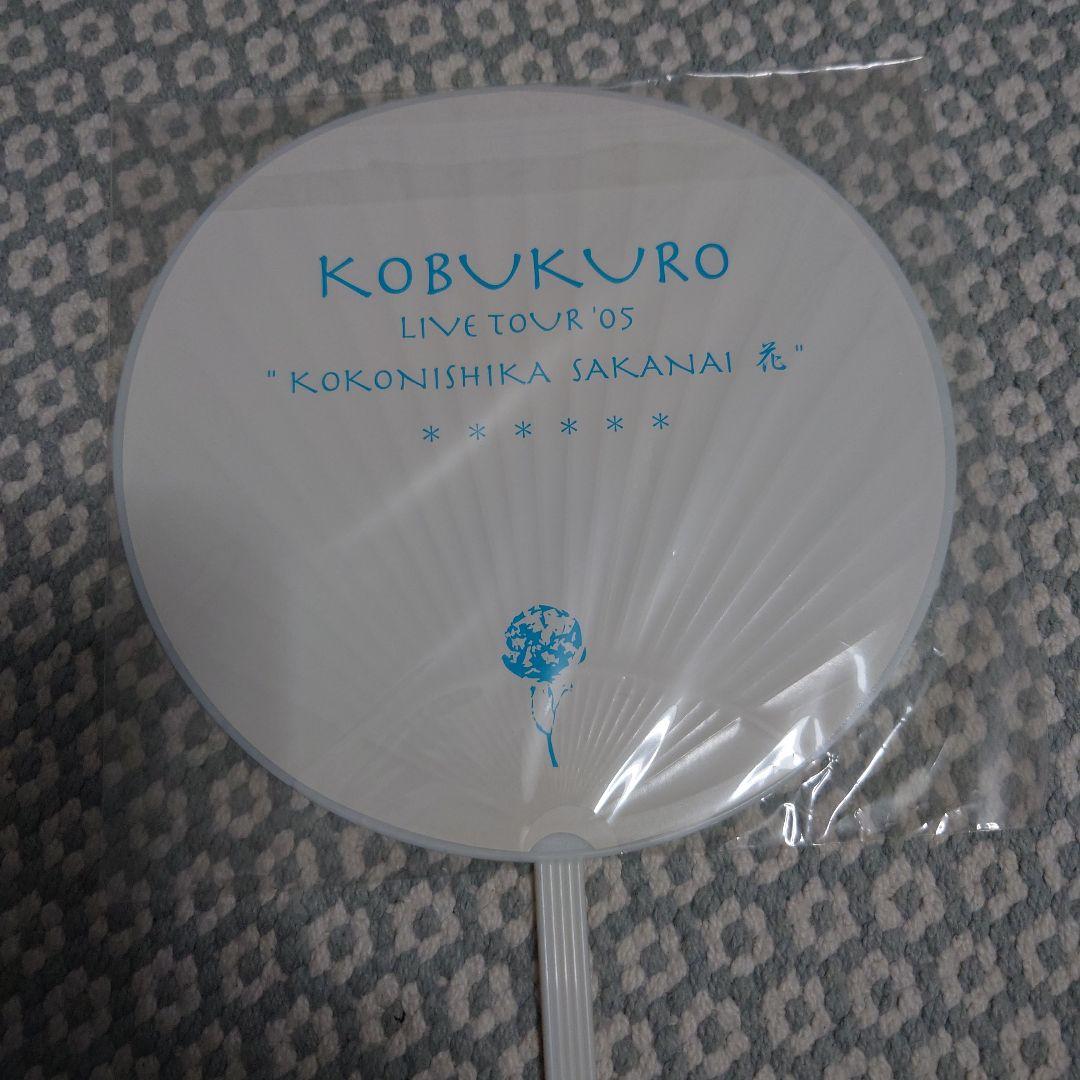 KOBUKURO
LIVE TOUR '05
"KOKONISHIKA SAKANAI 花"
* * * * * *